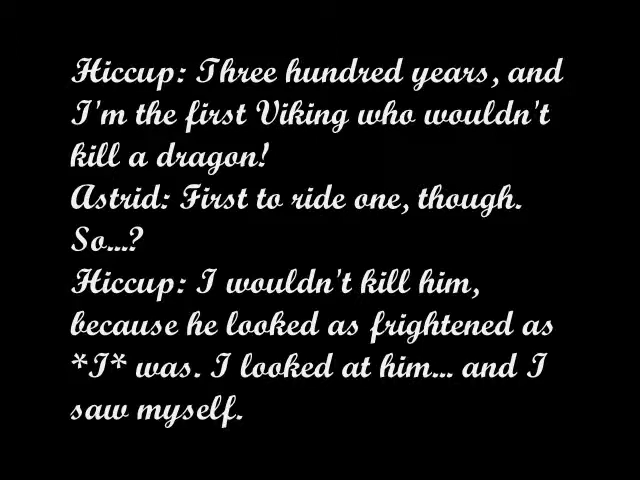 Hiccup: Three hundred years, and
I'm the first Viking who wouldn't
kill a dragon!
Astrid: First to ride one, though.
So...?
Hiccup: I wouldn't kill him,
because he looked as frightened as
*I* was. I looked at him... and I
saw myself.